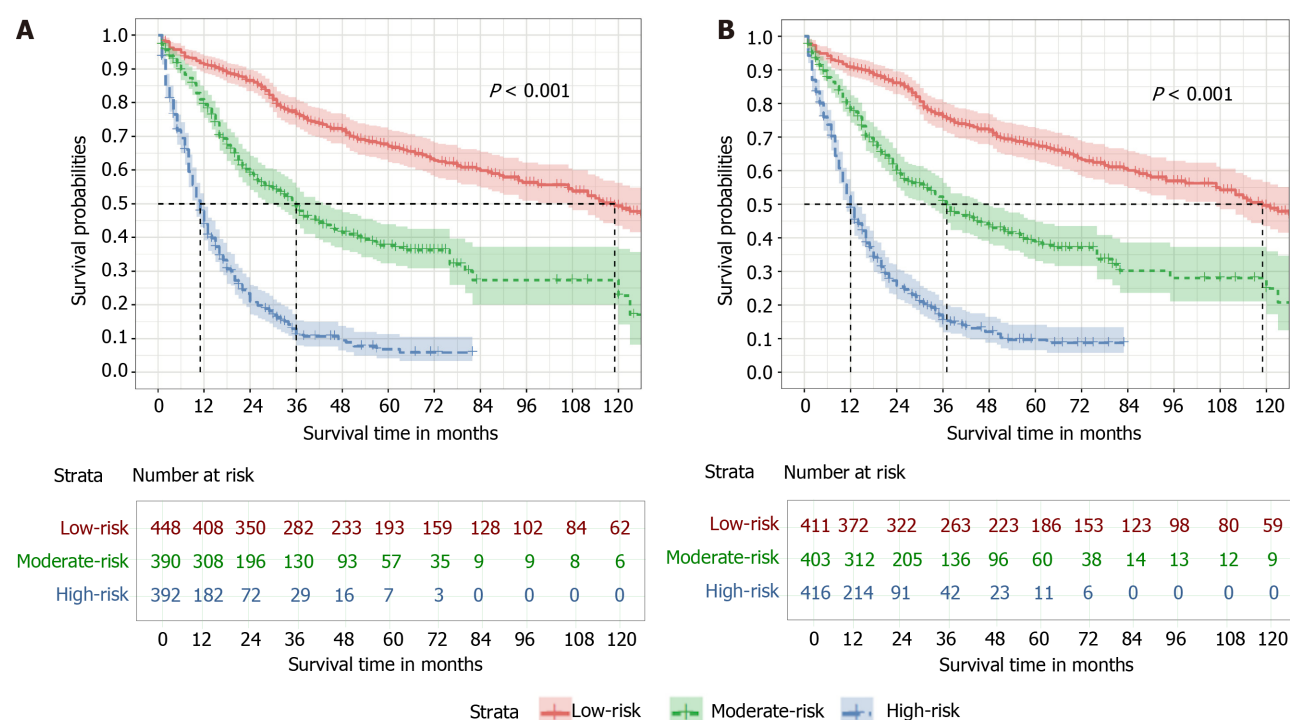 A
1.0
0.9
0.8
0.7
0.6
0.5
0.4
0.3
0.2
0.1
0.0
Survival probabilities
P < 0.001
0 12 24 36 48 60 72 84 96 108 120
Survival time in months
Strata Number at risk
Low-risk 448 408 350 282 233 193 159 128 102 84 62
Moderate-risk 390 308 196 130 93 57 35 9 9 8 6
High-risk 392 182 72 29 16 7 3 0 0 0 0
0 12 24 36 48 60 72 84 96 108 120
Survival time in months
B
1.0
0.9
0.8
0.7
0.6
0.5
0.4
0.3
0.2
0.1
0.0
Survival probabilities
P < 0.001
0 12 24 36 48 60 72 84 96 108 120
Survival time in months
Strata Number at risk
Low-risk 411 372 322 263 223 186 153 123 98 80 59
Moderate-risk 403 312 205 136 96 60 38 14 13 12 9
High-risk 416 214 91 42 23 11 6 0 0 0 0
0 12 24 36 48 60 72 84 96 108 120
Survival time in months
Strata Low-risk Moderate-risk High-risk